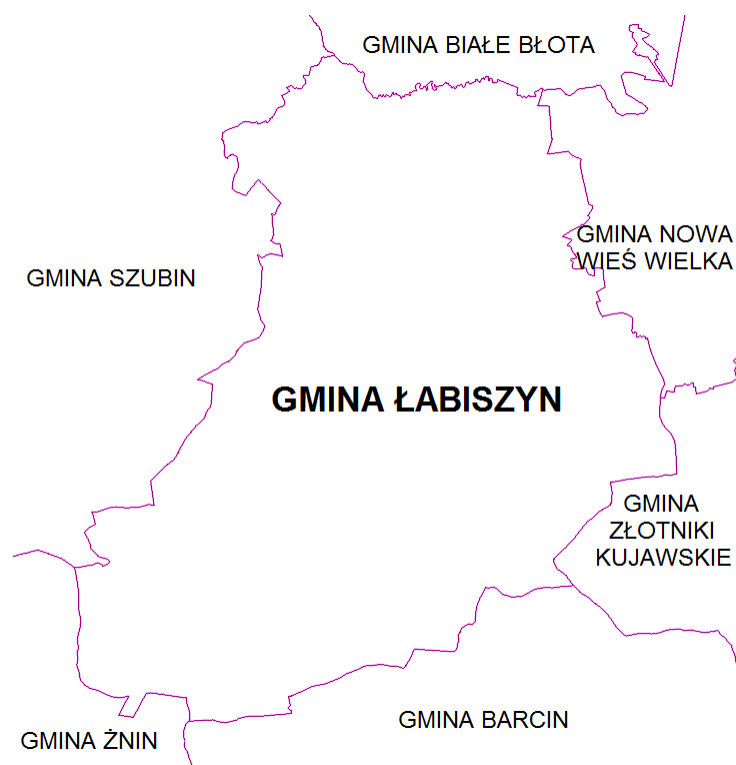 GMINA BIAŁE BŁOTA
GMINA NOWA
WIEŚ WIELKA
GMINA SZUBIN
GMINA ŁABISZYN
GMINA
ZŁOTNIKI
KUJAWSKIE
GMINA BARCIN
GMINA ŻNIN